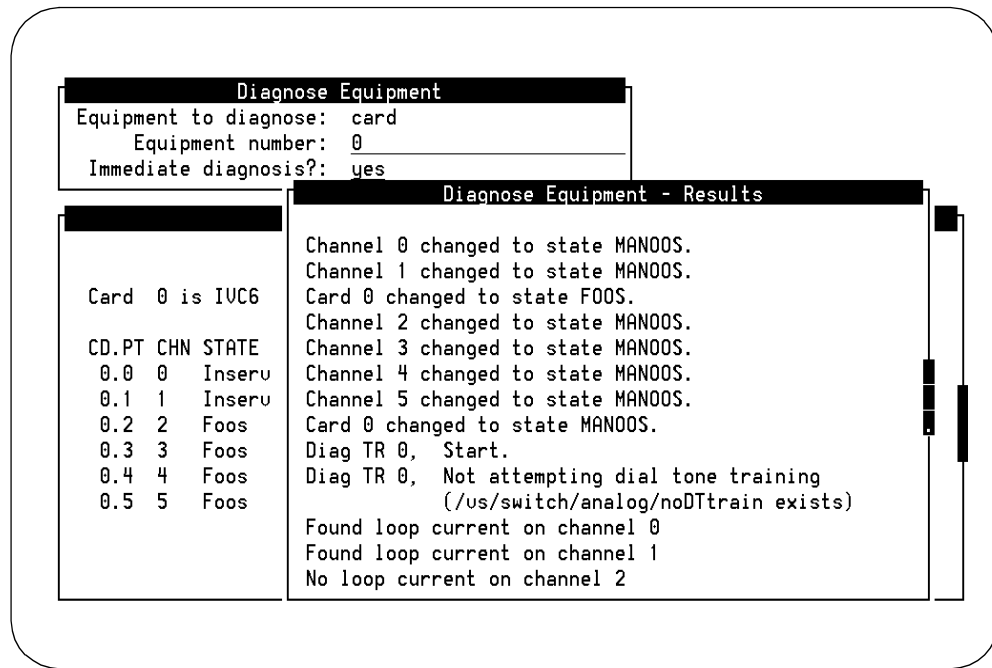 Diagnose Equipment
Equipment to diagnose: card
Equipment number: 0
Immediate diagnosis?: yes
Diagnose Equipment - Results
Channel 0 changed to state MANOOS.
Channel 1 changed to state MANOOS.
Card 0 changed to state FOOS.
Channel 2 changed to state MANOOS.
Channel 3 changed to state MANOOS.
Channel 4 changed to state MANOOS.
Channel 5 changed to state MANOOS.
Card 0 changed to state MANOOS.
Diag TR 0, Start.
Diag TR 0, Not attempting dial tone training
(/vs/switch/analog/noDTtrain exists)
Found loop current on channel 0
Found loop current on channel 1
No loop current on channel 2
Card 0 is IVC6
CD.PT CHN STATE
0.0 0 Inserv
0.1 1 Inserv
0.2 2 Foos
0.3 3 Foos
0.4 4 Foos
0.5 5 Foos